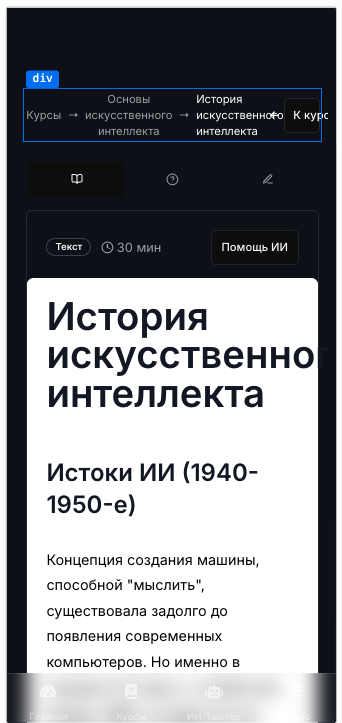 div
Курсы → Основы искусственного интеллекта → История искусственного интеллекта ← К курс
Текст 30 мин Помощь ИИ
История
искусственног
интеллекта
Истоки ИИ (1940-
1950-е)
Концепция создания машины,
способной "мыслить",
существовала задолго до
появления современных
компьютеров. Но именно в
Главная Курсы ИИ-Тьютор